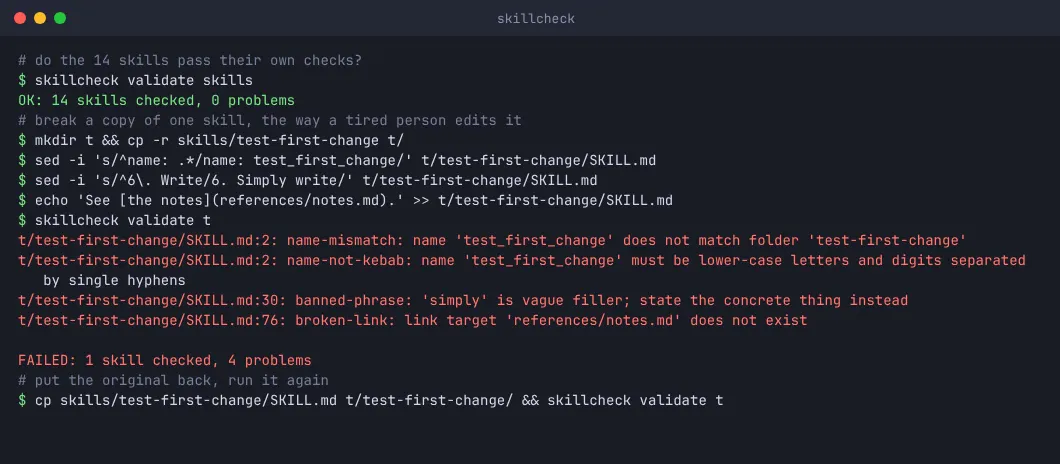 skillcheck
# do the 14 skills pass their own checks?
$ skillcheck validate skills
OK: 14 skills checked, 0 problems
# break a copy of one skill, the way a tired person edits it
$ mkdir t && cp -r skills/test-first-change t/
$ sed -i 's/^name: .*/name: test_first_change/' t/test-first-change/SKILL.md
$ sed -i 's/^6\. Write/6. Simply write/' t/test-first-change/SKILL.md
$ echo 'See [the notes](references/notes.md).' >> t/test-first-change/SKILL.md
$ skillcheck validate t
t/test-first-change/SKILL.md:2: name-mismatch: name 'test_first_change' does not match folder 'test-first-change'
t/test-first-change/SKILL.md:2: name-not-kebab: name 'test_first_change' must be lower-case letters and digits separated
by single hyphens
t/test-first-change/SKILL.md:30: banned-phrase: 'simply' is vague filler; state the concrete thing instead
t/test-first-change/SKILL.md:76: broken-link: link target 'references/notes.md' does not exist
FAILED: 1 skill checked, 4 problems
# put the original back, run it again
$ cp skills/test-first-change/SKILL.md t/test-first-change/ && skillcheck validate t